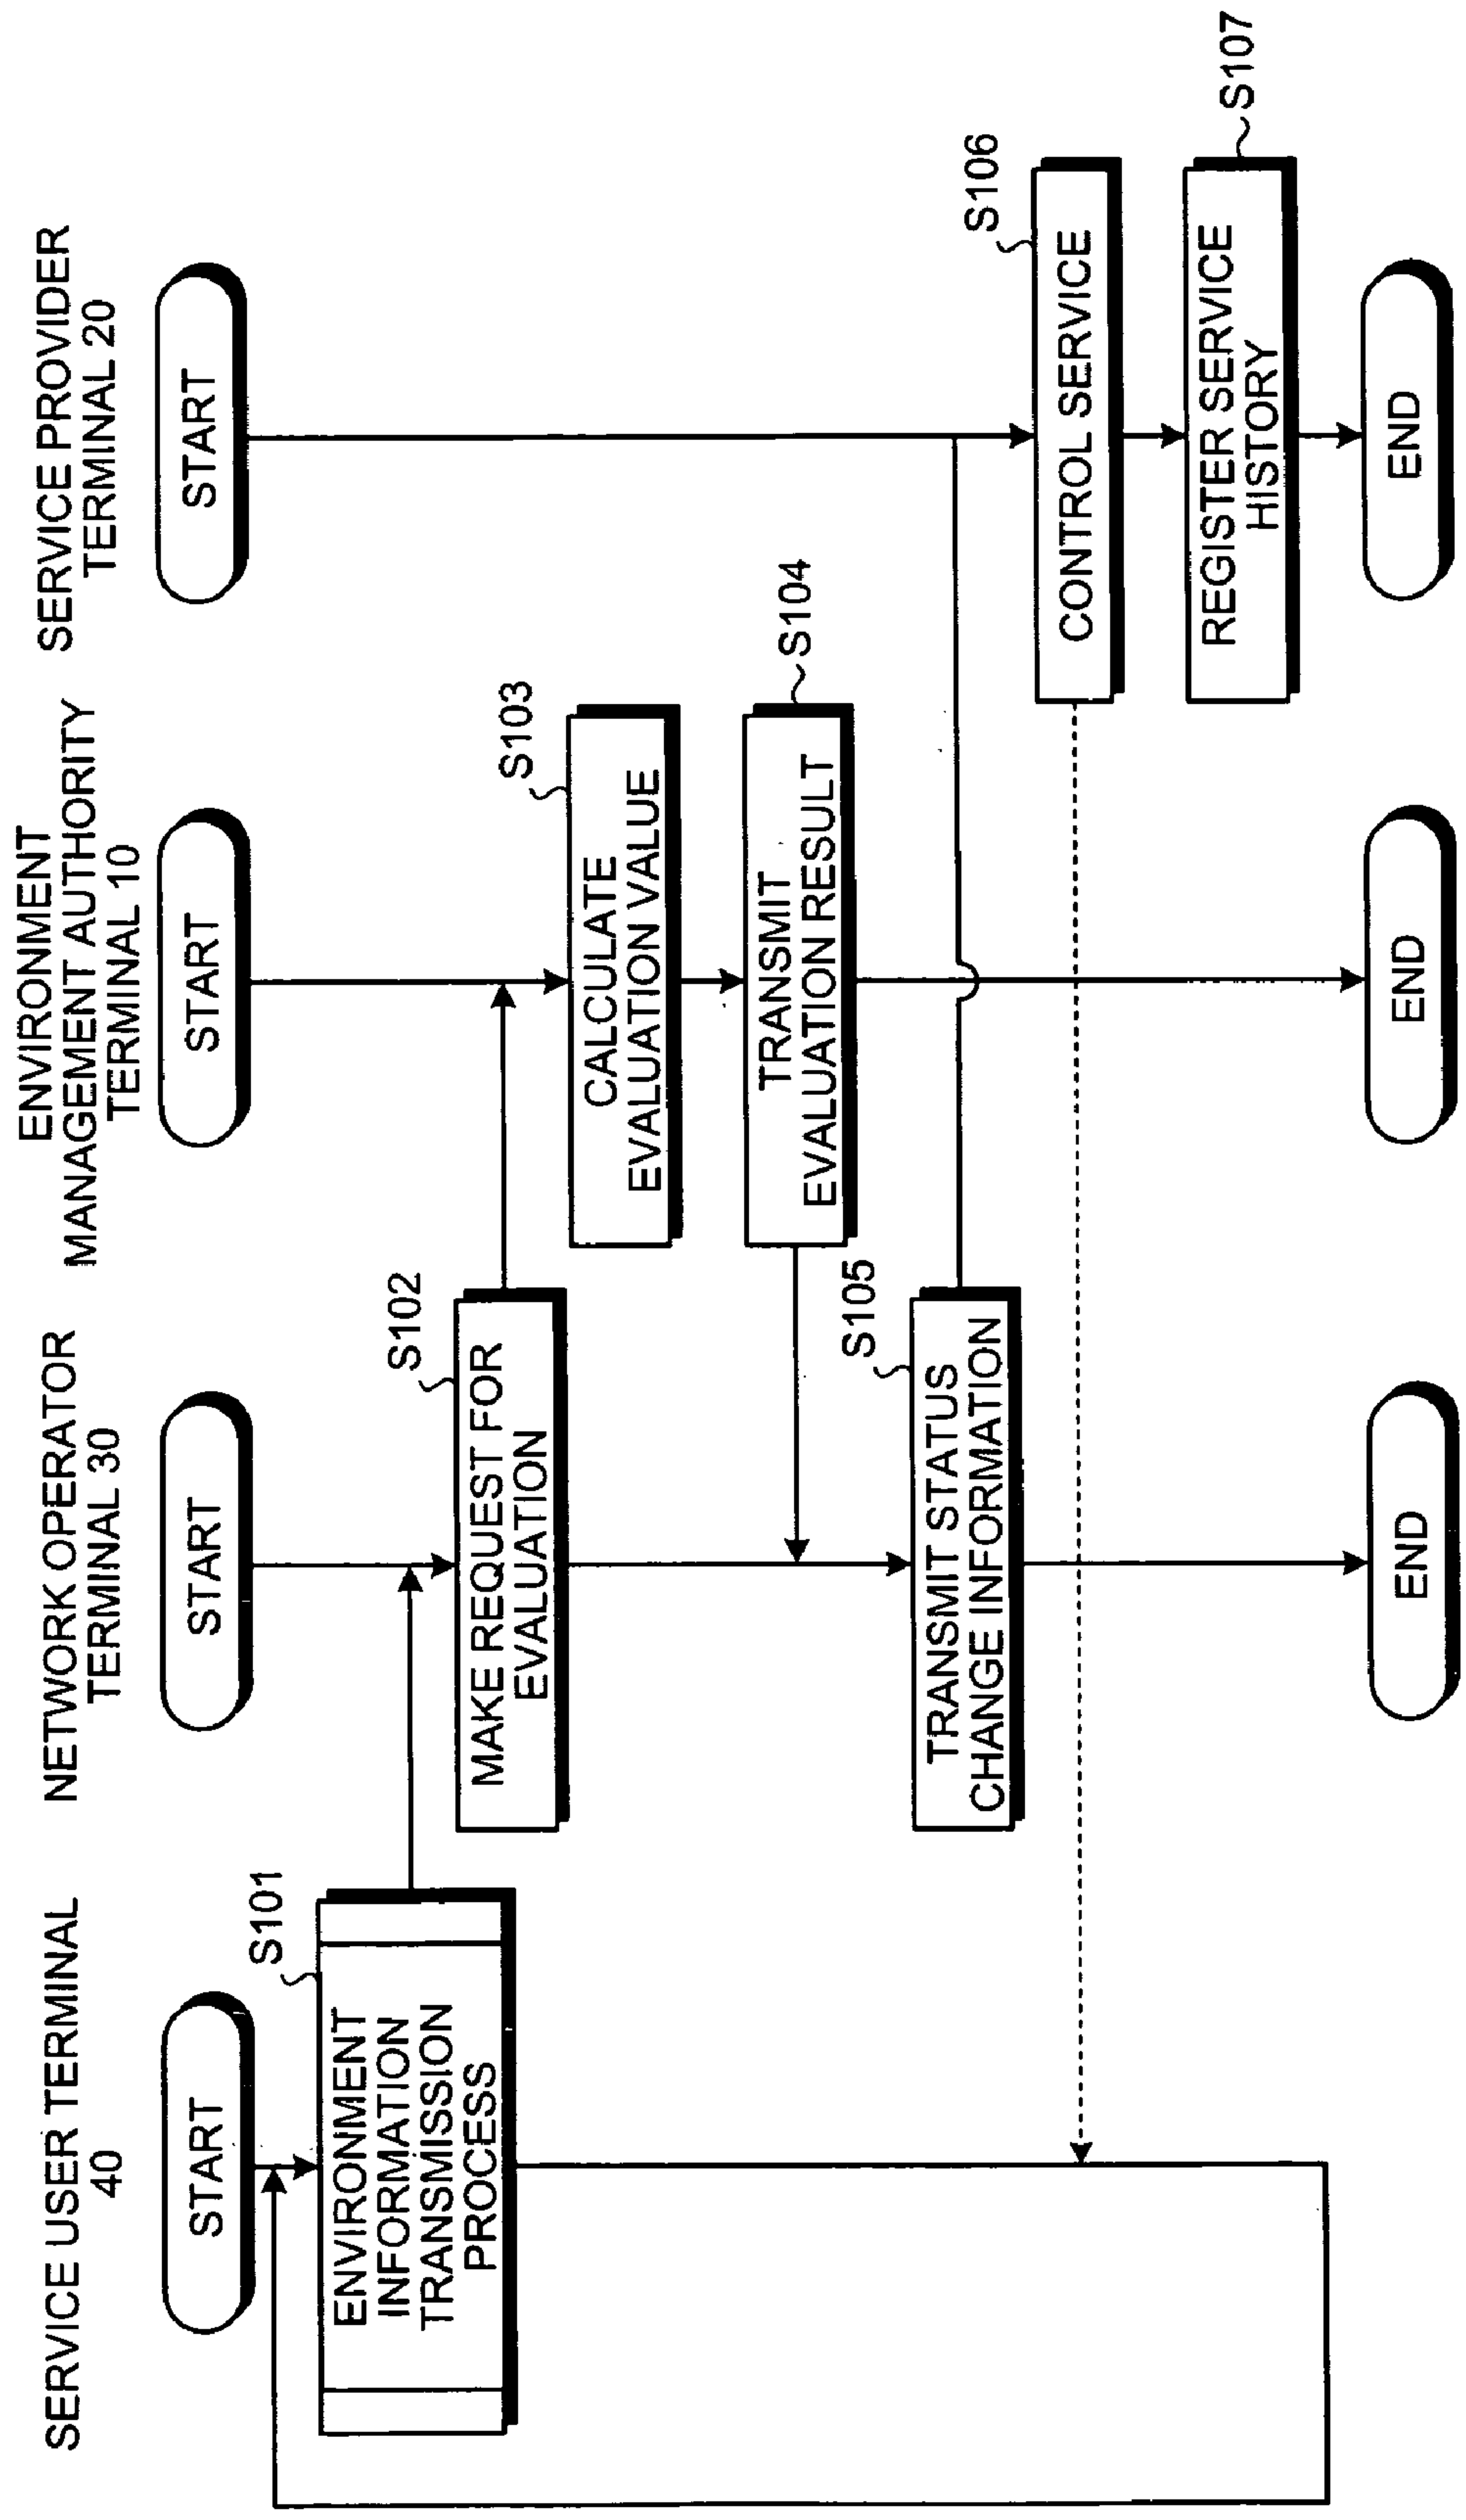 SERVICE USER TERMINAL
40
START
S101
ENVIRONMENT
INFORMATION
TRANSMISSION
PROCESS
NETWORK OPERATOR
TERMINAL 30
START
S102
MAKE REQUEST FOR
EVALUATION
S105
TRANSMIT STATUS
CHANGE INFORMATION
END
ENVIRONMENT
MANAGEMENT AUTHORITY
TERMINAL 10
START
S103
CALCULATE
EVALUATION VALUE
S104
TRANSMIT
EVALUATION RESULT
END
SERVICE PROVIDER
TERMINAL 20
START
S106
CONTROL SERVICE
S107
REGISTER SERVICE
HISTORY
END